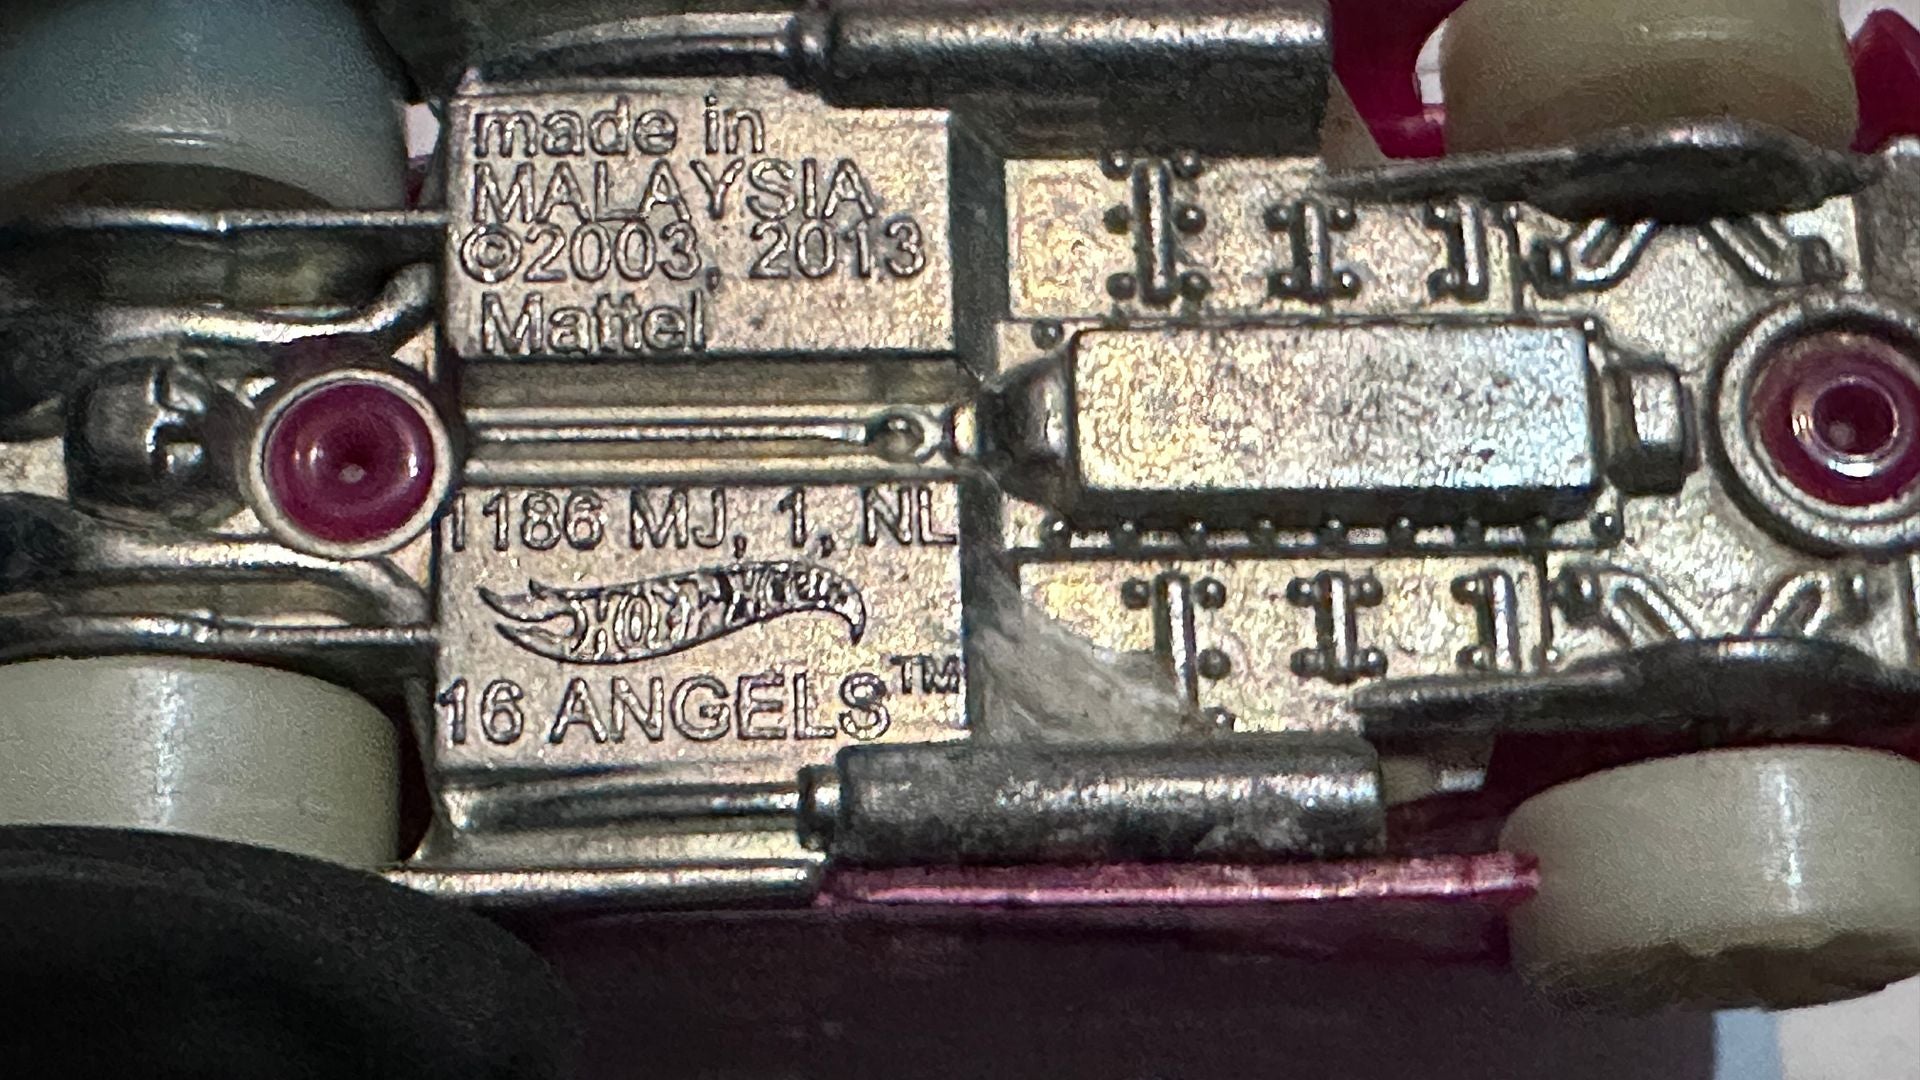 made in
MALAYSIA
©2003, 2013
Mattel
1186 MJ, 1, NL
HOT WHEELS
16 ANGELS™